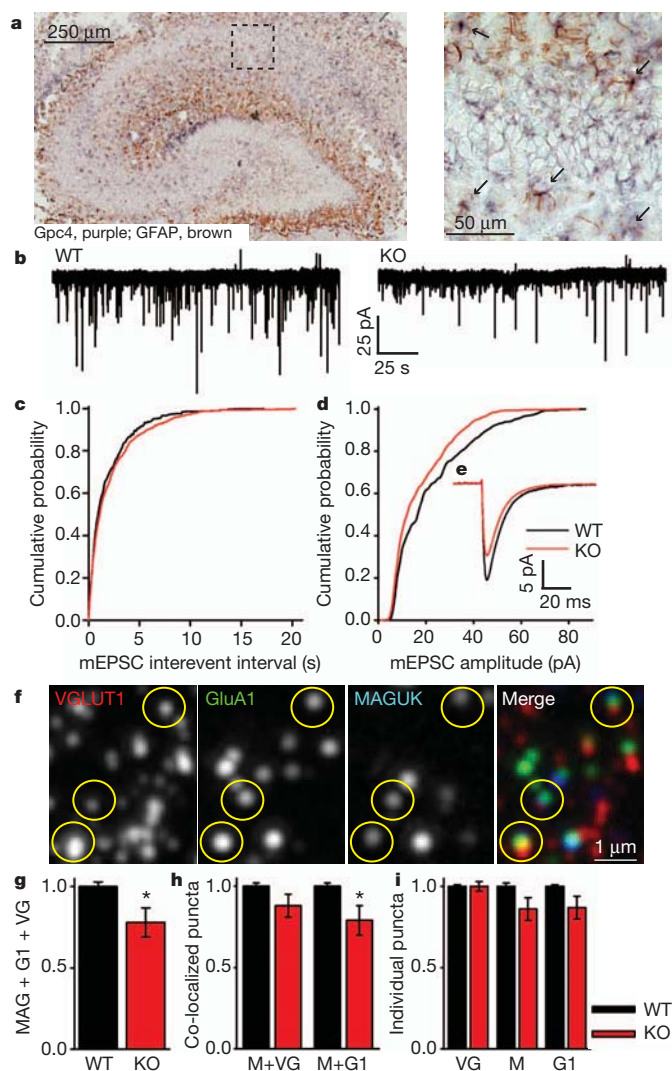 a
250 μm
Gpc4, purple; GFAP, brown
50 μm
b
WT
KO
25 pA
25 s
c
Cumulative probability
1.0
0.8
0.6
0.4
0.2
0.0
0
5
10
15
20
mEPSC interevent interval (s)
d
Cumulative probability
1.0
0.8
0.6
0.4
0.2
0.0
0
20
40
60
80
mEPSC amplitude (pA)
e
WT
KO
5 pA
20 ms
f
VGLUT1
GluA1
MAGUK
Merge
1 μm
g
MAG + G1 + VG
1.0
0.5
0
*
WT
KO
h
Co-localized puncta
1.0
0.5
0
*
M+VG
M+G1
i
Individual puncta
1.0
0.5
0
VG
M
G1
WT
KO